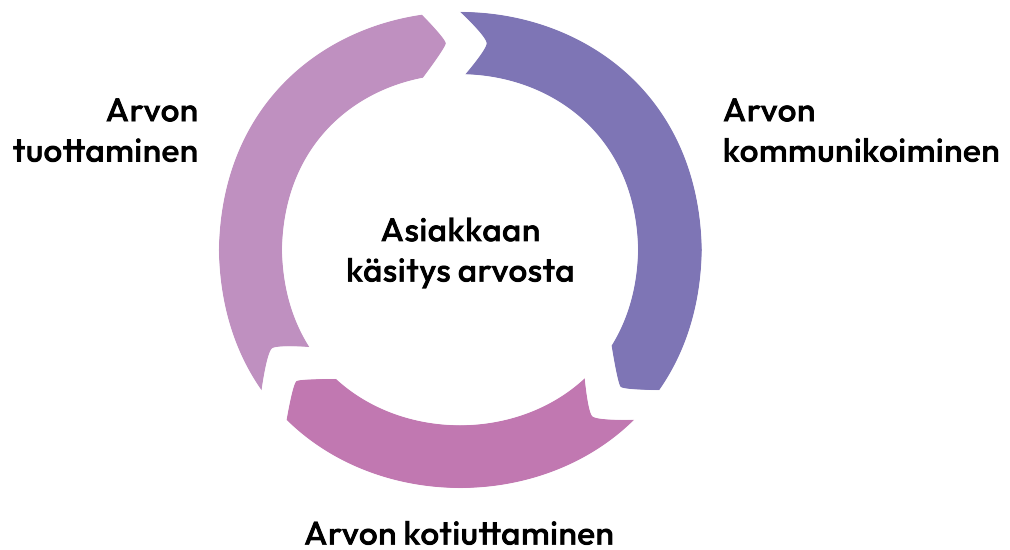 Arvon
tuottaminen
Arvon
kommunikoiminen
Asiakkaan
käsitys arvosta
Arvon kotiuttaminen